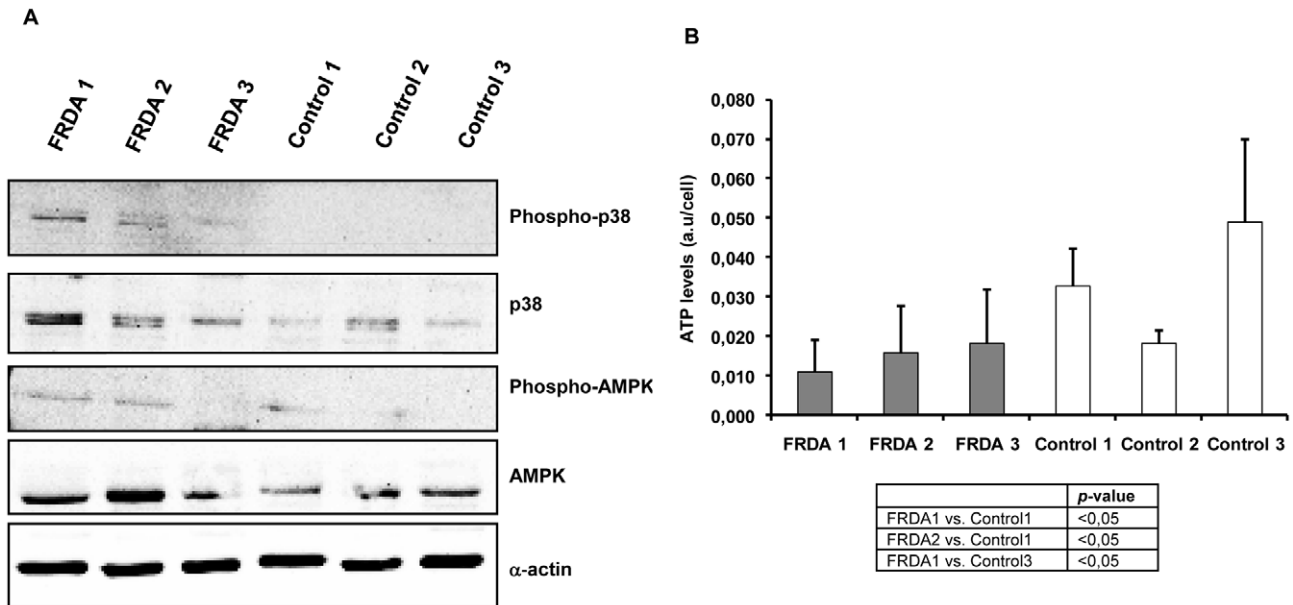 A
FRDA 1
FRDA 2
FRDA 3
Control 1
Control 2
Control 3
Phospho-p38
p38
Phospho-AMPK
AMPK
α-actin
B
0,080
0,070
0,060
0,050
0,040
0,030
0,020
0,010
0,000
ATP levels (a.u/cell)
FRDA 1 FRDA 2 FRDA 3 Control 1 Control 2 Control 3
p-value
FRDA1 vs. Control1 <0,05
FRDA2 vs. Control1 <0,05
FRDA1 vs. Control3 <0,05